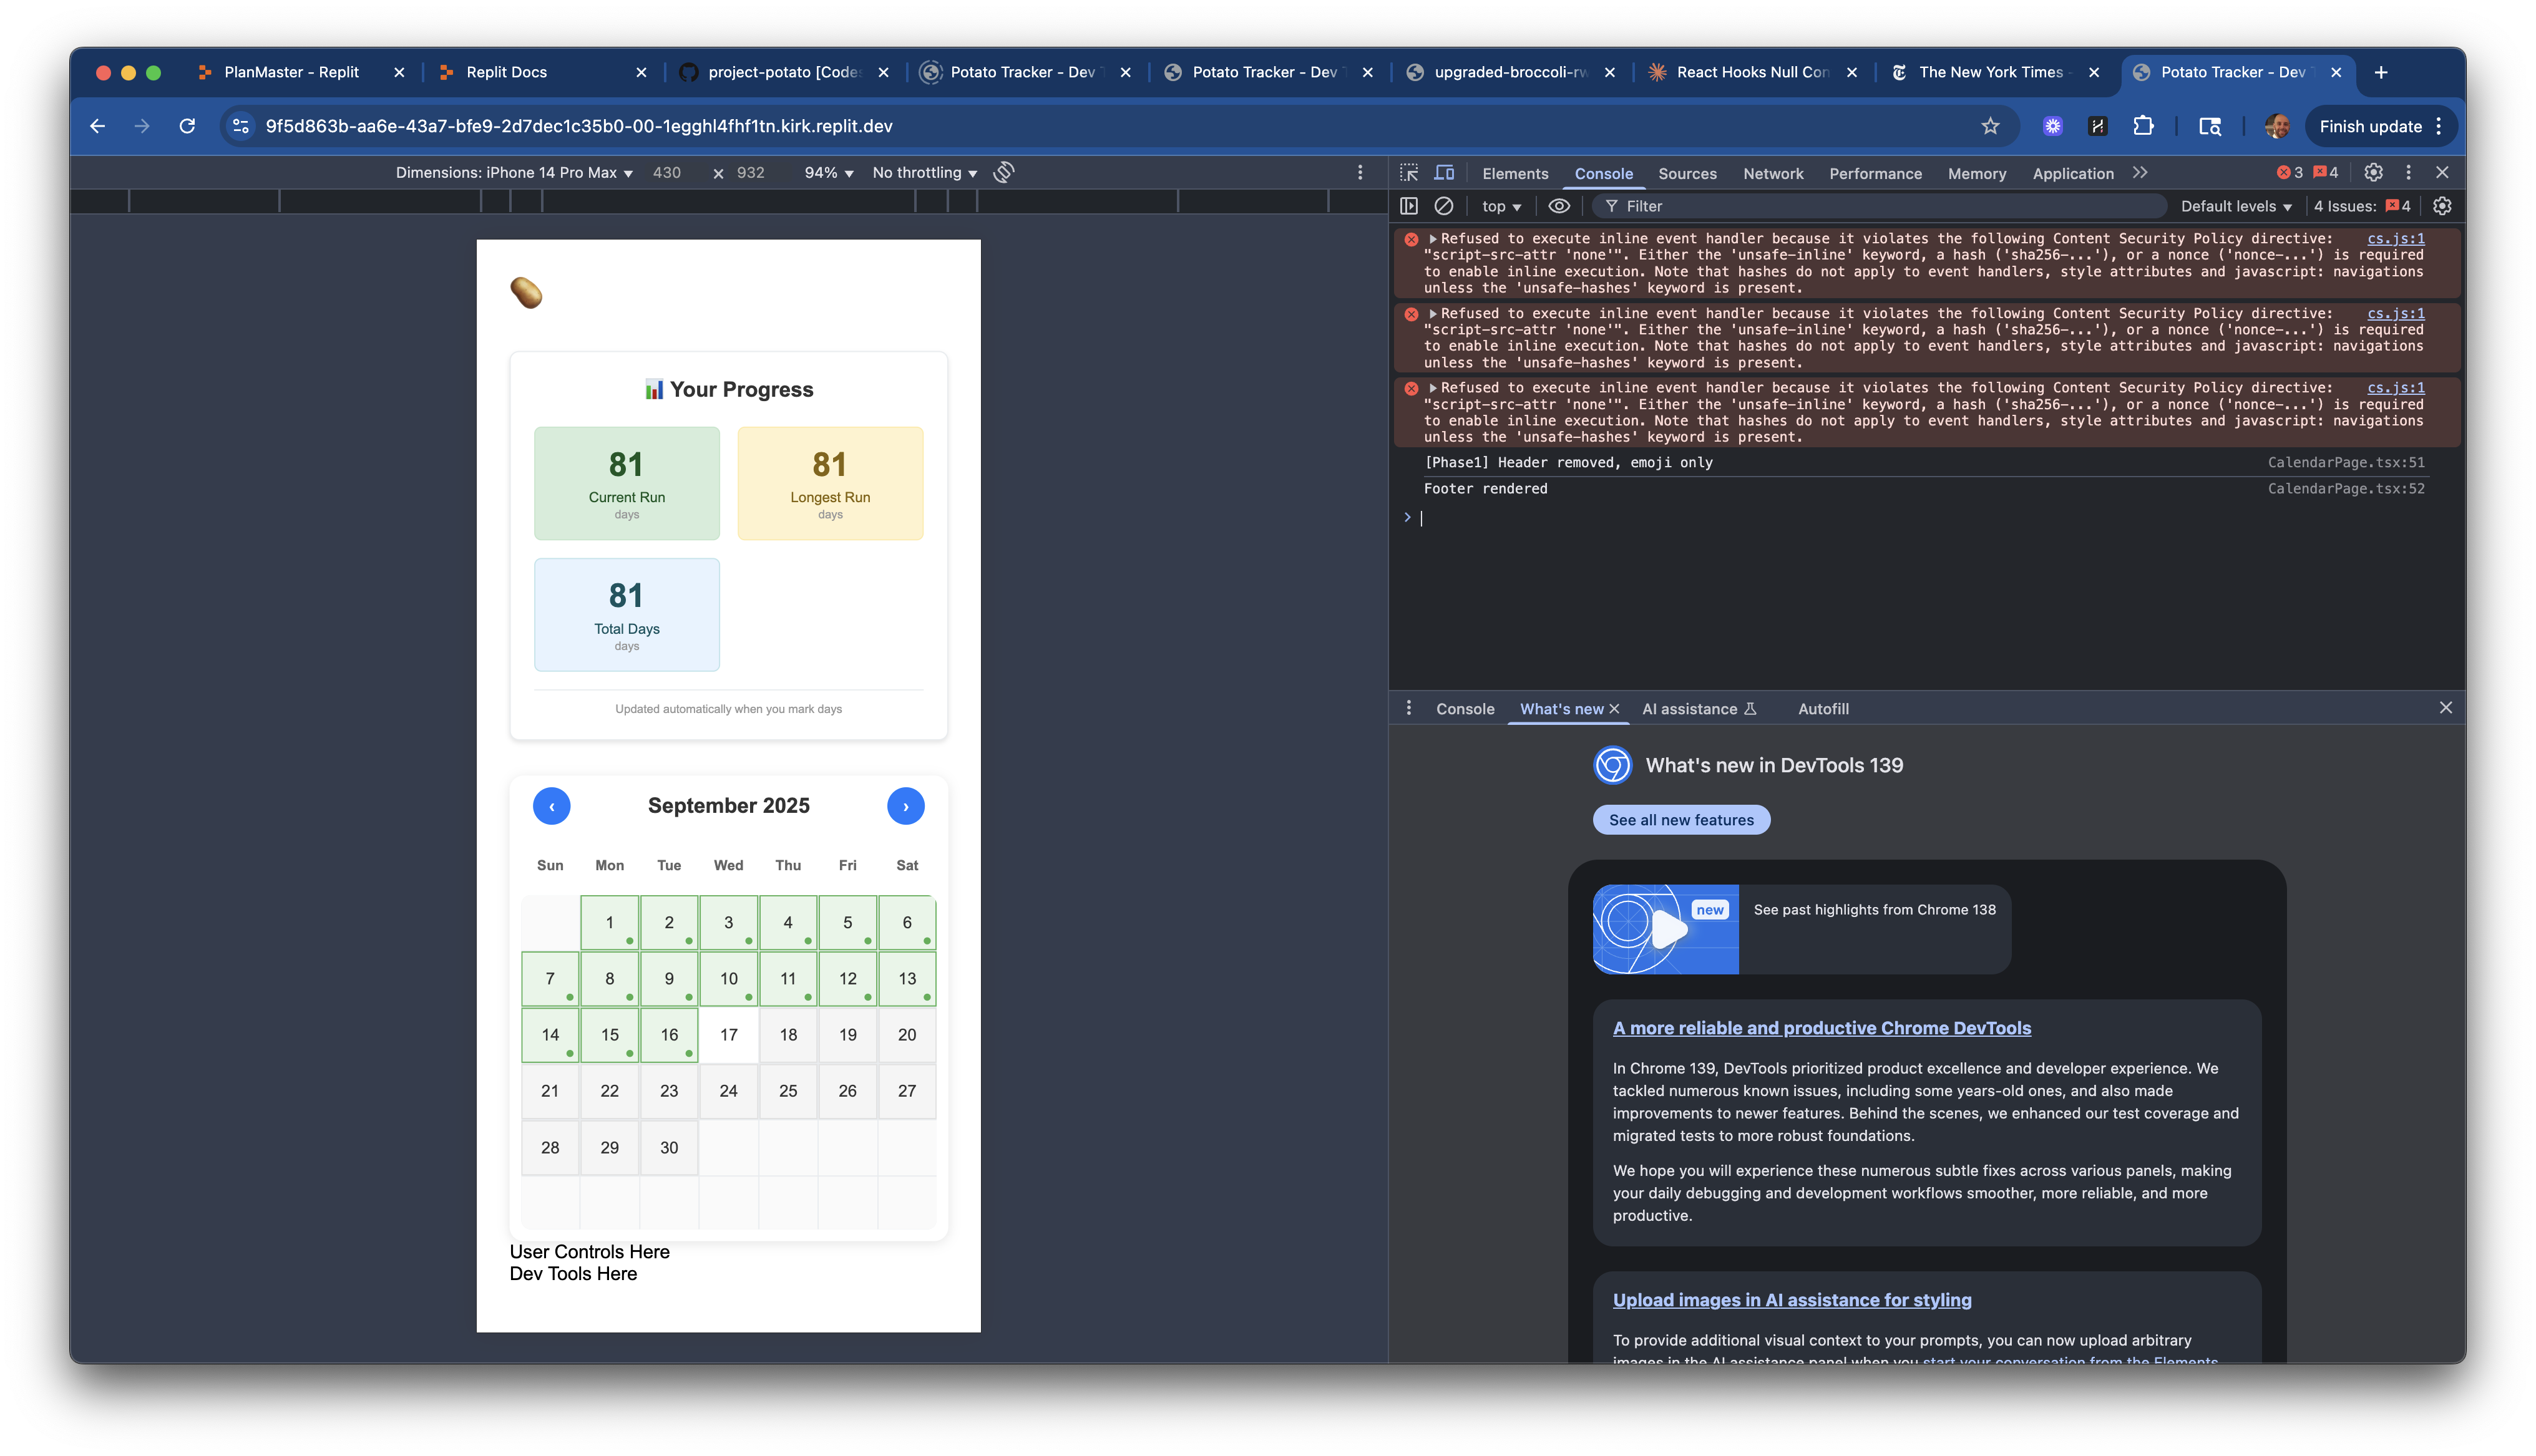 PlanMaster - Replit
Replit Docs
project-potato [Codes
Potato Tracker - Dev T
Potato Tracker - Dev T
upgraded-broccoli-rw
React Hooks Null Con
The New York Times -
Potato Tracker - Dev T
9f5d863b-aa6e-43a7-bfe9-2d7dec1c35b0-00-1egghl4fhf1tn.kirk.replit.dev
Finish update
Dimensions: iPhone 14 Pro Max 430 × 932 94% No throttling
🥔
📊 Your Progress
81
Current Run
days
81
Longest Run
days
81
Total Days
days
Updated automatically when you mark days
‹ September 2025 ›
Sun Mon Tue Wed Thu Fri Sat
1 2 3 4 5 6
7 8 9 10 11 12 13
14 15 16 17 18 19 20
21 22 23 24 25 26 27
28 29 30
User Controls Here
Dev Tools Here
Elements Console Sources Network Performance Memory Application 3 4
top Filter Default levels 4 Issues: 4
Refused to execute inline event handler because it violates the following Content Security Policy directive: cs.js:1
"script-src-attr 'none'". Either the 'unsafe-inline' keyword, a hash ('sha256-...'), or a nonce ('nonce-...') is required
to enable inline execution. Note that hashes do not apply to event handlers, style attributes and javascript: navigations
unless the 'unsafe-hashes' keyword is present.
Refused to execute inline event handler because it violates the following Content Security Policy directive: cs.js:1
"script-src-attr 'none'". Either the 'unsafe-inline' keyword, a hash ('sha256-...'), or a nonce ('nonce-...') is required
to enable inline execution. Note that hashes do not apply to event handlers, style attributes and javascript: navigations
unless the 'unsafe-hashes' keyword is present.
Refused to execute inline event handler because it violates the following Content Security Policy directive: cs.js:1
"script-src-attr 'none'". Either the 'unsafe-inline' keyword, a hash ('sha256-...'), or a nonce ('nonce-...') is required
to enable inline execution. Note that hashes do not apply to event handlers, style attributes and javascript: navigations
unless the 'unsafe-hashes' keyword is present.
[Phase1] Header removed, emoji only CalendarPage.tsx:51
Footer rendered CalendarPage.tsx:52
Console What's new AI assistance Autofill
What's new in DevTools 139
See all new features
new
See past highlights from Chrome 138
A more reliable and productive Chrome DevTools
In Chrome 139, DevTools prioritized product excellence and developer experience. We
tackled numerous known issues, including some years-old ones, and also made
improvements to newer features. Behind the scenes, we enhanced our test coverage and
migrated tests to more robust foundations.
We hope you will experience these numerous subtle fixes across various panels, making
your daily debugging and development workflows smoother, more reliable, and more
productive.
Upload images in AI assistance for styling
To provide additional visual context to your prompts, you can now upload arbitrary
images in the AI assistance panel when you start your conversation from the Elements